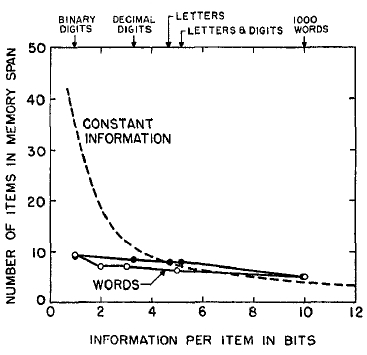 BINARY DIGITS
DECIMAL DIGITS
LETTERS
LETTERS & DIGITS
1000 WORDS
NUMBER OF ITEMS IN MEMORY SPAN
50
40
30
20
10
0
CONSTANT
INFORMATION
WORDS
0 2 4 6 8 10 12
INFORMATION PER ITEM IN BITS